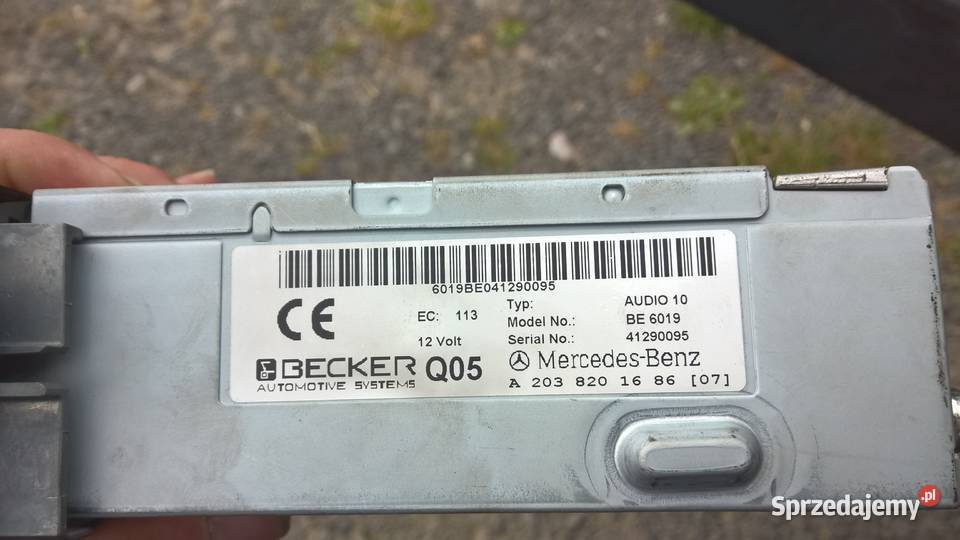 6019BE041290095
CE
EC: 113
12 Volt
Typ: AUDIO 10
Model No.: BE 6019
Serial No.: 41290095
BECKER
AUTOMOTIVE SYSTEMS
Q05
Mercedes-Benz
A 203 820 16 86 [07]
Sprzedajemy.pl